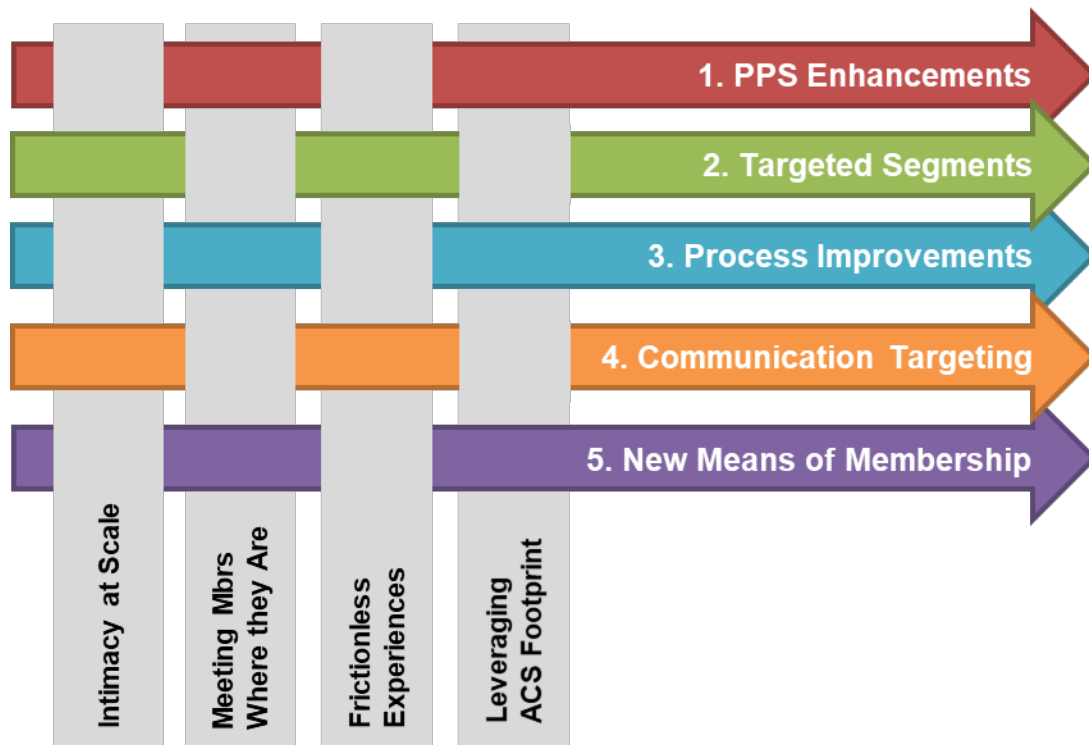 1. PPS Enhancements
2. Targeted Segments
3. Process Improvements
4. Communication Targeting
5. New Means of Membership
Intimacy at Scale
Meeting Mbrs
Where they Are
Frictionless
Experiences
Leveraging
ACS Footprint